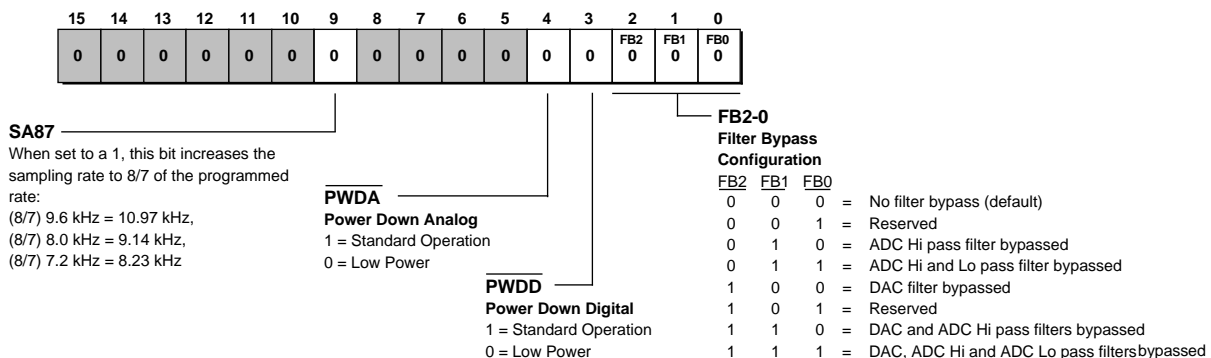 15 14 13 12 11 10 9 8 7 6 5 4 3 2 1 0
FB2 FB1 FB0
0 0 0 0 0 0 0 0 0 0 0 0 0 0 0 0
SA87
When set to a 1, this bit increases the
sampling rate to 8/7 of the programmed
rate:
(8/7) 9.6 kHz = 10.97 kHz,
(8/7) 8.0 kHz = 9.14 kHz,
(8/7) 7.2 kHz = 8.23 kHz
PWDA
Power Down Analog
1 = Standard Operation
0 = Low Power
PWDD
Power Down Digital
1 = Standard Operation
0 = Low Power
FB2-0
Filter Bypass
Configuration
FB2 FB1 FB0
0 0 0 = No filter bypass (default)
0 0 1 = Reserved
0 1 0 = ADC Hi pass filter bypassed
0 1 1 = ADC Hi and Lo pass filter bypassed
1 0 0 = DAC filter bypassed
1 0 1 = Reserved
1 1 0 = DAC and ADC Hi pass filters bypassed
1 1 1 = DAC, ADC Hi and ADC Lo pass filtersbypassed